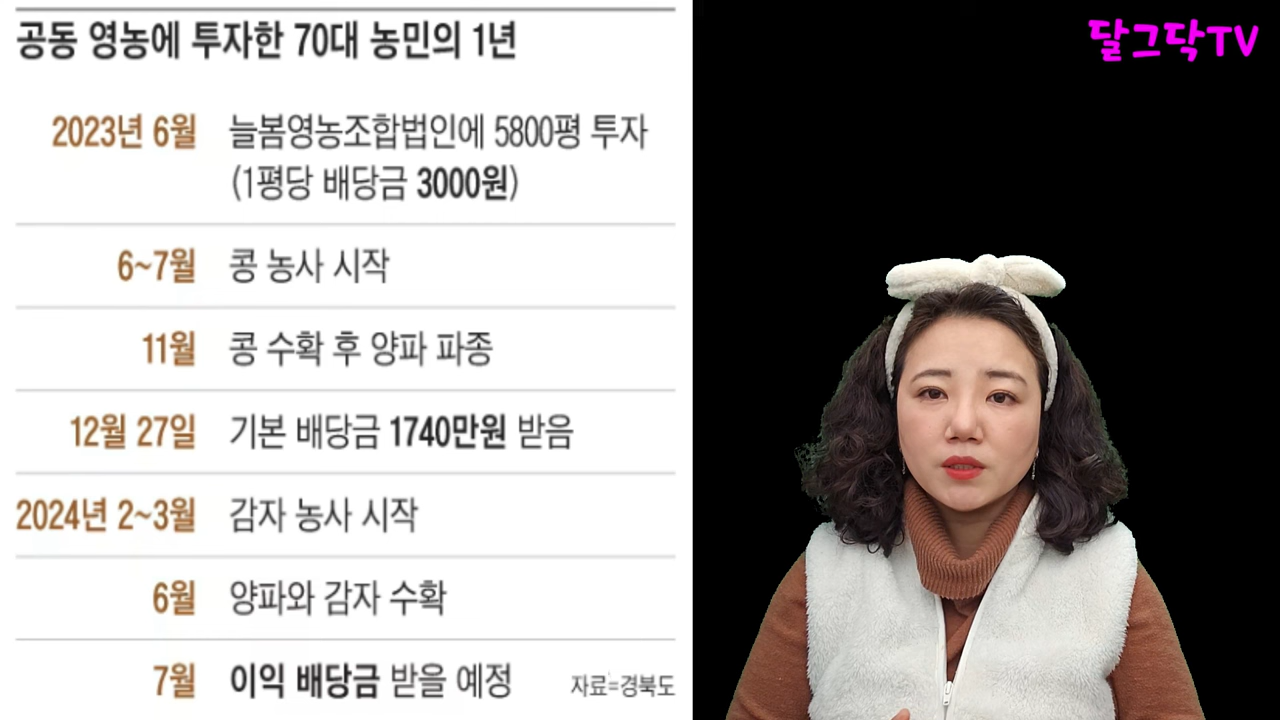 공동 영농에 투자한 70대 농민의 1년
달그닥TV
2023년 6월 늘봄영농조합법인에 5800평 투자
(1평당 배당금 3000원)
6~7월 콩 농사 시작
11월 콩 수확 후 양파 파종
12월 27일 기본 배당금 1740만원 받음
2024년 2~3월 감자 농사 시작
6월 양파와 감자 수확
7월 이익 배당금 받을 예정
자료=경북도